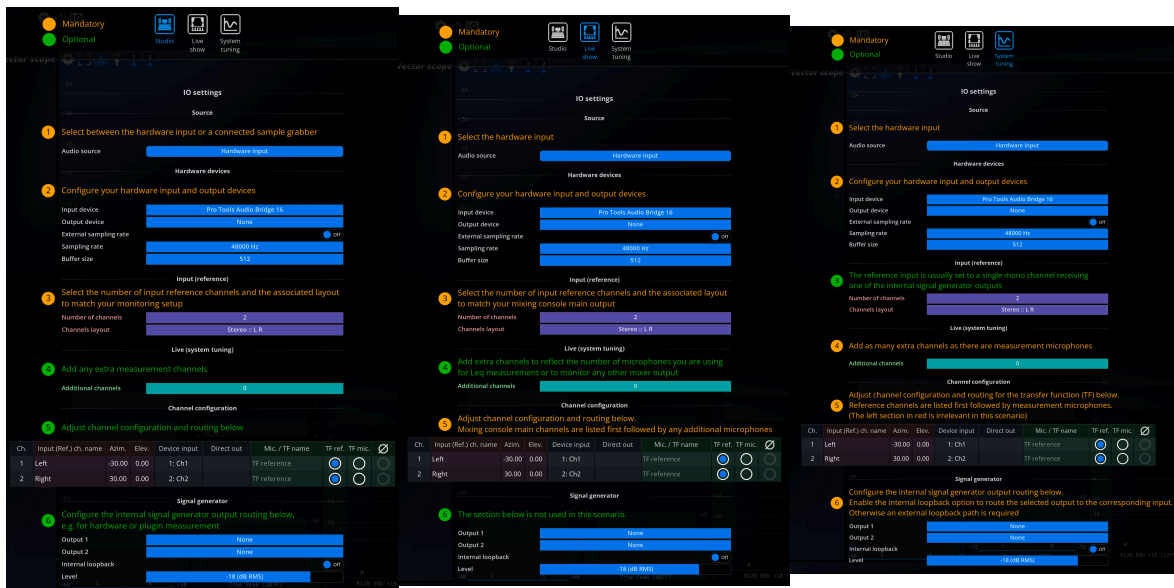 Mandatory
Optional
Studio
Live show
System tuning
Vector scope
IO settings
Source
1 Select between the hardware input or a connected sample grabber
Audio source Hardware input
Hardware devices
2 Configure your hardware input and output devices
Input device Pro Tools Audio Bridge 16
Output device None
External sampling rate Off
Sampling rate 48000 Hz
Buffer size 512
Input (reference)
3 Select the number of input reference channels and the associated layout
to match your monitoring setup
Number of channels 2
Channels layout Stereo :: L R
Live (system tuning)
4 Add any extra measurement channels
Additional channels 0
Channel configuration
5 Adjust channel configuration and routing below
Ch. Input (Ref.) ch. name Azim. Elev. Device input Direct out Mic. / TF name TF ref. TF mic. Ø
1 Left -30.00 0.00 1: Ch1 TF reference
2 Right 30.00 0.00 2: Ch2 TF reference
Signal generator
6 Configure the internal signal generator output routing below,
e.g. for hardware or plugin measurement
Output 1 None
Output 2 None
Internal loopback Off
Level -18 (dB RMS)
Mandatory
Optional
Studio
Live show
System tuning
Vector scope
IO settings
Source
1 Select the hardware input
Audio source Hardware input
Hardware devices
2 Configure your hardware input and output devices
Input device Pro Tools Audio Bridge 16
Output device None
External sampling rate Off
Sampling rate 48000 Hz
Buffer size 512
Input (reference)
3 Select the number of input reference channels and the associated layout
to match your mixing console main output
Number of channels 2
Channels layout Stereo :: L R
Live (system tuning)
4 Add extra channels to reflect the number of microphones you are using
for Leq measurement or to monitor any other mixer output
Additional channels 0
Channel configuration
5 Adjust channel configuration and routing below.
Mixing console main channels are listed first followed by any additional microphones
Ch. Input (Ref.) ch. name Azim. Elev. Device input Direct out Mic. / TF name TF ref. TF mic. Ø
1 Left -30.00 0.00 1: Ch1 TF reference
2 Right 30.00 0.00 2: Ch2 TF reference
Signal generator
6 The section below is not used in this scenario.
Output 1 None
Output 2 None
Internal loopback Off
Level -18 (dB RMS)
Mandatory
Optional
Studio
Live show
System tuning
Vector scope
IO settings
Source
1 Select the hardware input
Audio source Hardware input
Hardware devices
2 Configure your hardware input and output devices
Input device Pro Tools Audio Bridge 16
Output device None
External sampling rate Off
Sampling rate 48000 Hz
Buffer size 512
Input (reference)
3 The reference input is usually set to a single mono channel receiving
one of the internal signal generator outputs
Number of channels 2
Channels layout Stereo :: L R
Live (system tuning)
4 Add as many extra channels as there are measurement microphones
Additional channels 0
Channel configuration
5 Adjust channel configuration and routing for the transfer function (TF) below.
Reference channels are listed first followed by measurement microphones.
(The left section in red is irrelevant in this scenario)
Ch. Input (Ref.) ch. name Azim. Elev. Device input Direct out Mic. / TF name TF ref. TF mic. Ø
1 Left -30.00 0.00 1: Ch1 TF reference
2 Right 30.00 0.00 2: Ch2 TF reference
Signal generator
6 Configure the internal signal generator output routing below.
Enable the internal loopback option to route the selected output to the corresponding input.
Otherwise an external loopback path is required
Output 1 None
Output 2 None
Internal loopback Off
Level -18 (dB RMS)